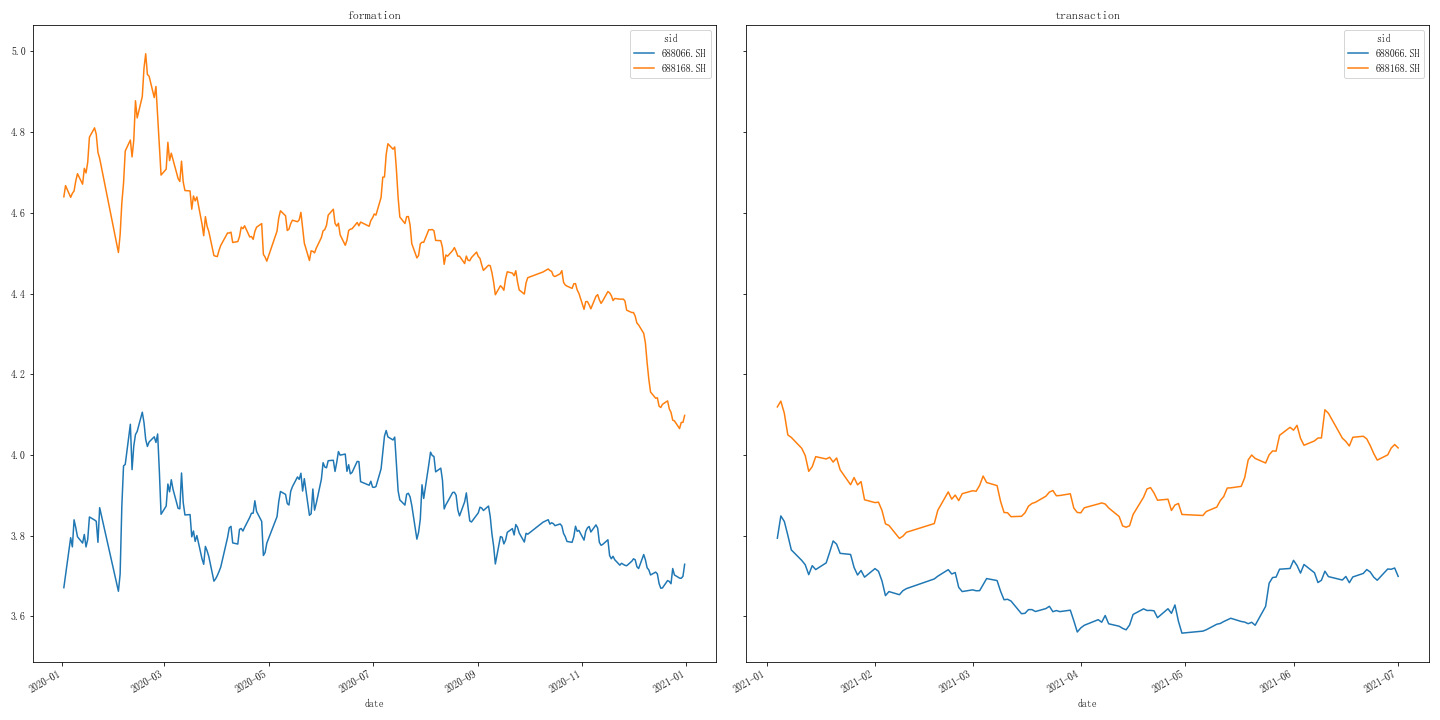 formation
sid
688066.SH
688168.SH
5.0
4.8
4.6
4.4
4.2
4.0
3.8
3.6
2020-01
2020-03
2020-05
2020-07
2020-09
2020-11
2021-01
date
transaction
sid
688066.SH
688168.SH
2021-01
2021-02
2021-03
2021-04
2021-05
2021-06
2021-07
date